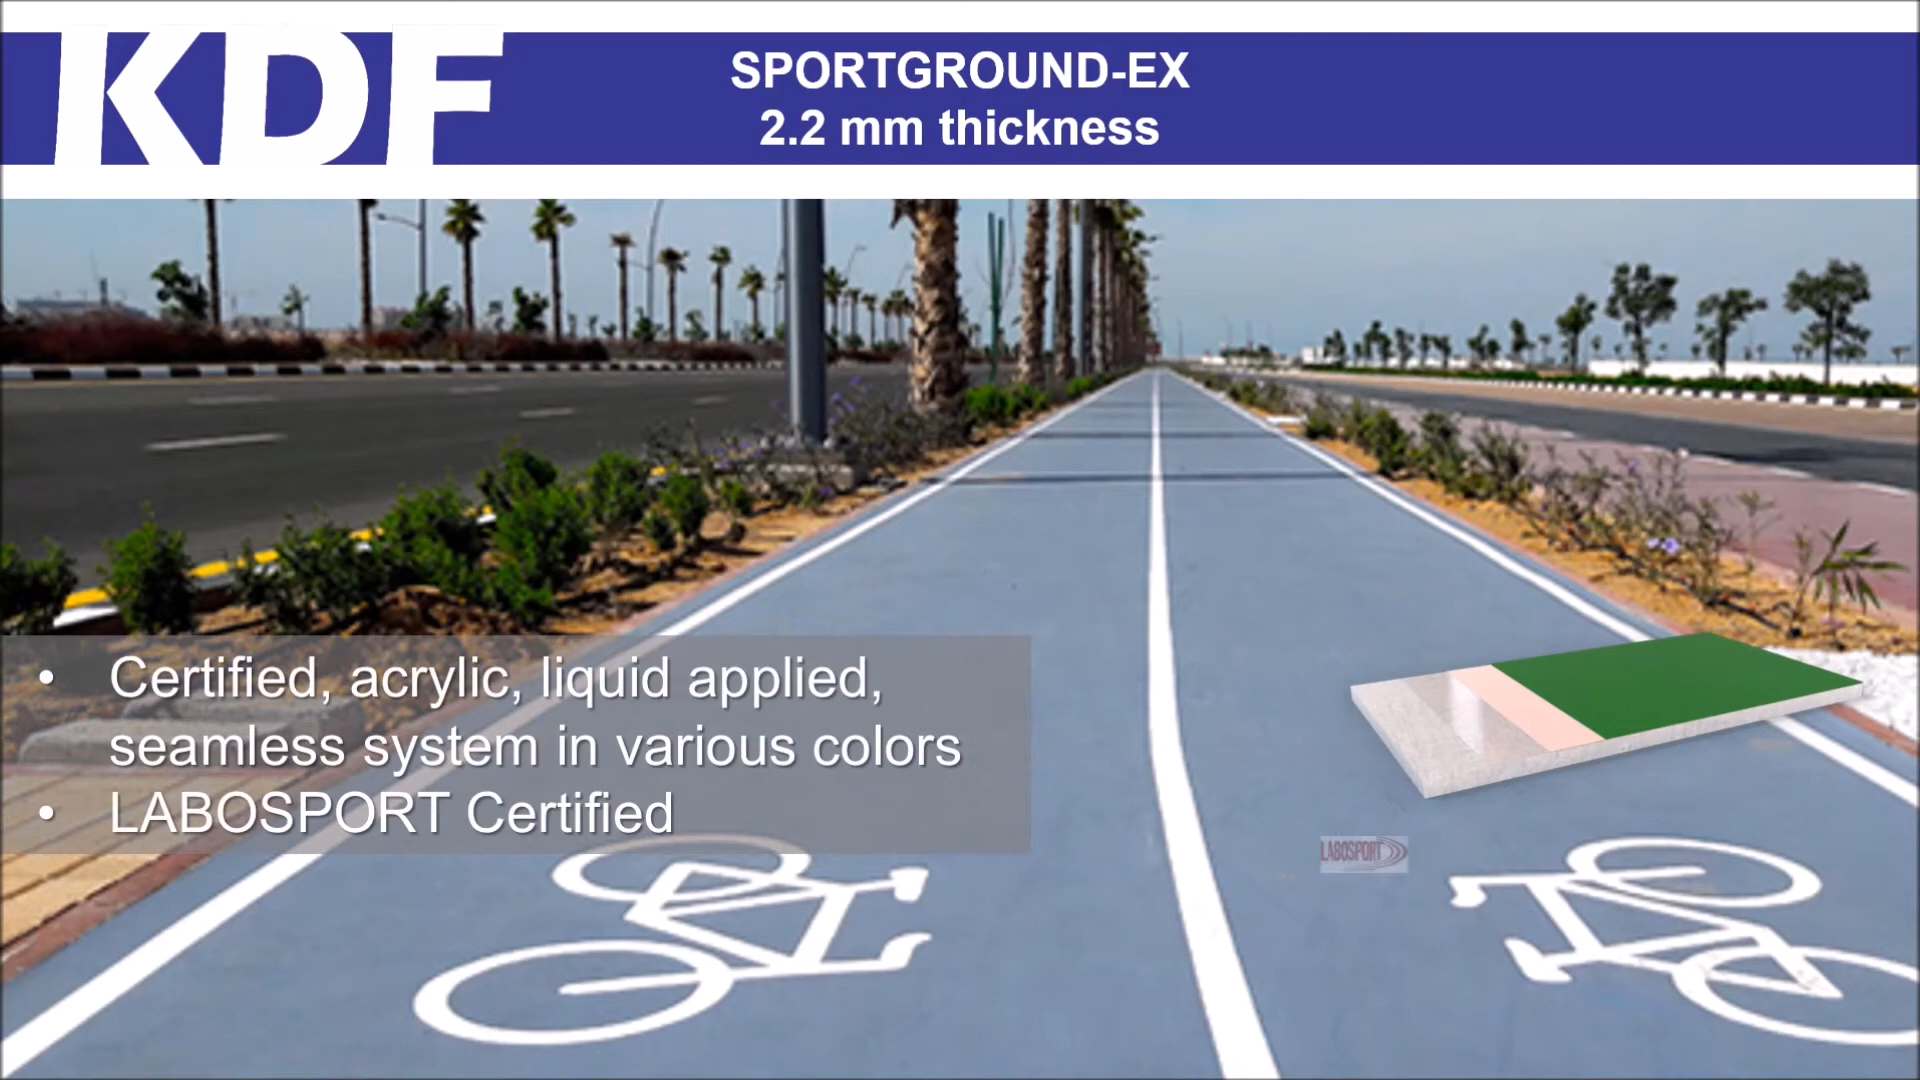 KDF
SPORTGROUND-EX
2.2 mm thickness
• Certified, acrylic, liquid applied,
seamless system in various colors
• LABOSPORT Certified
LABOSPORT